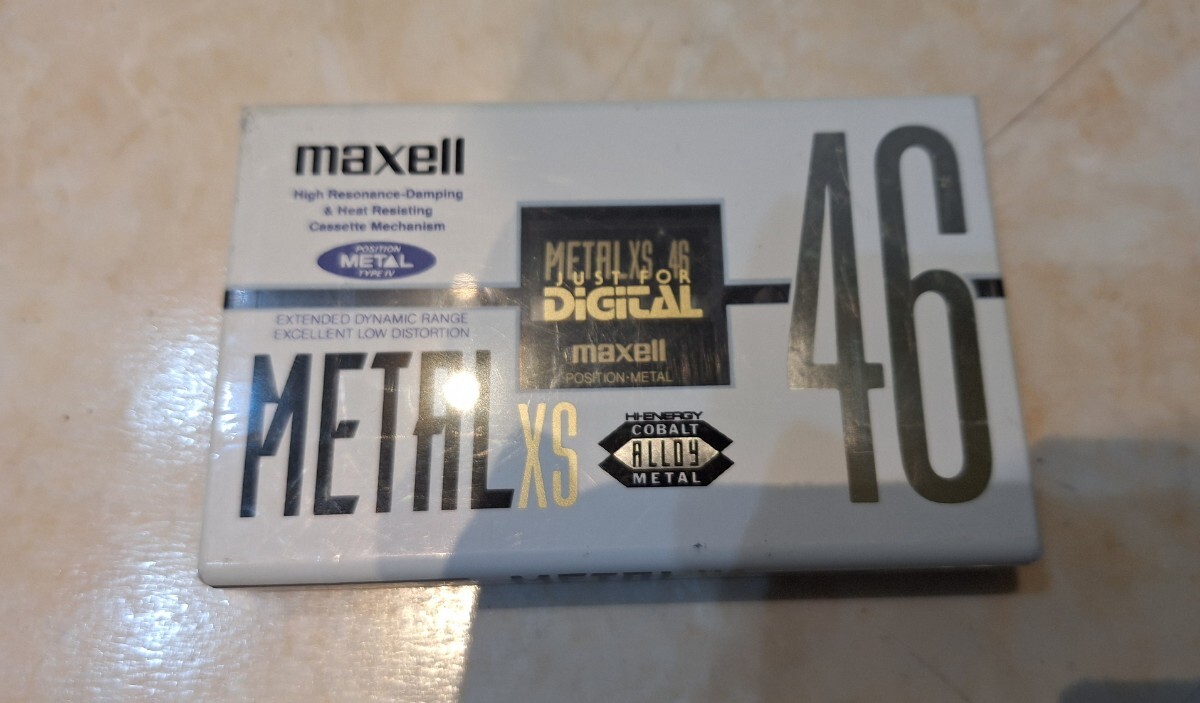 maxell
High Resonance-Damping
& Heat Resisting
Cassette Mechanism
POSITION
METAL
TYPE IV
EXTENDED DYNAMIC RANGE
EXCELLENT LOW DISTORTION
METAL XS
METAL XS 46
JUST FOR
DiGiTAL
maxell
POSITION·METAL
HI-ENERGY
COBALT
ALLOY
METAL
46